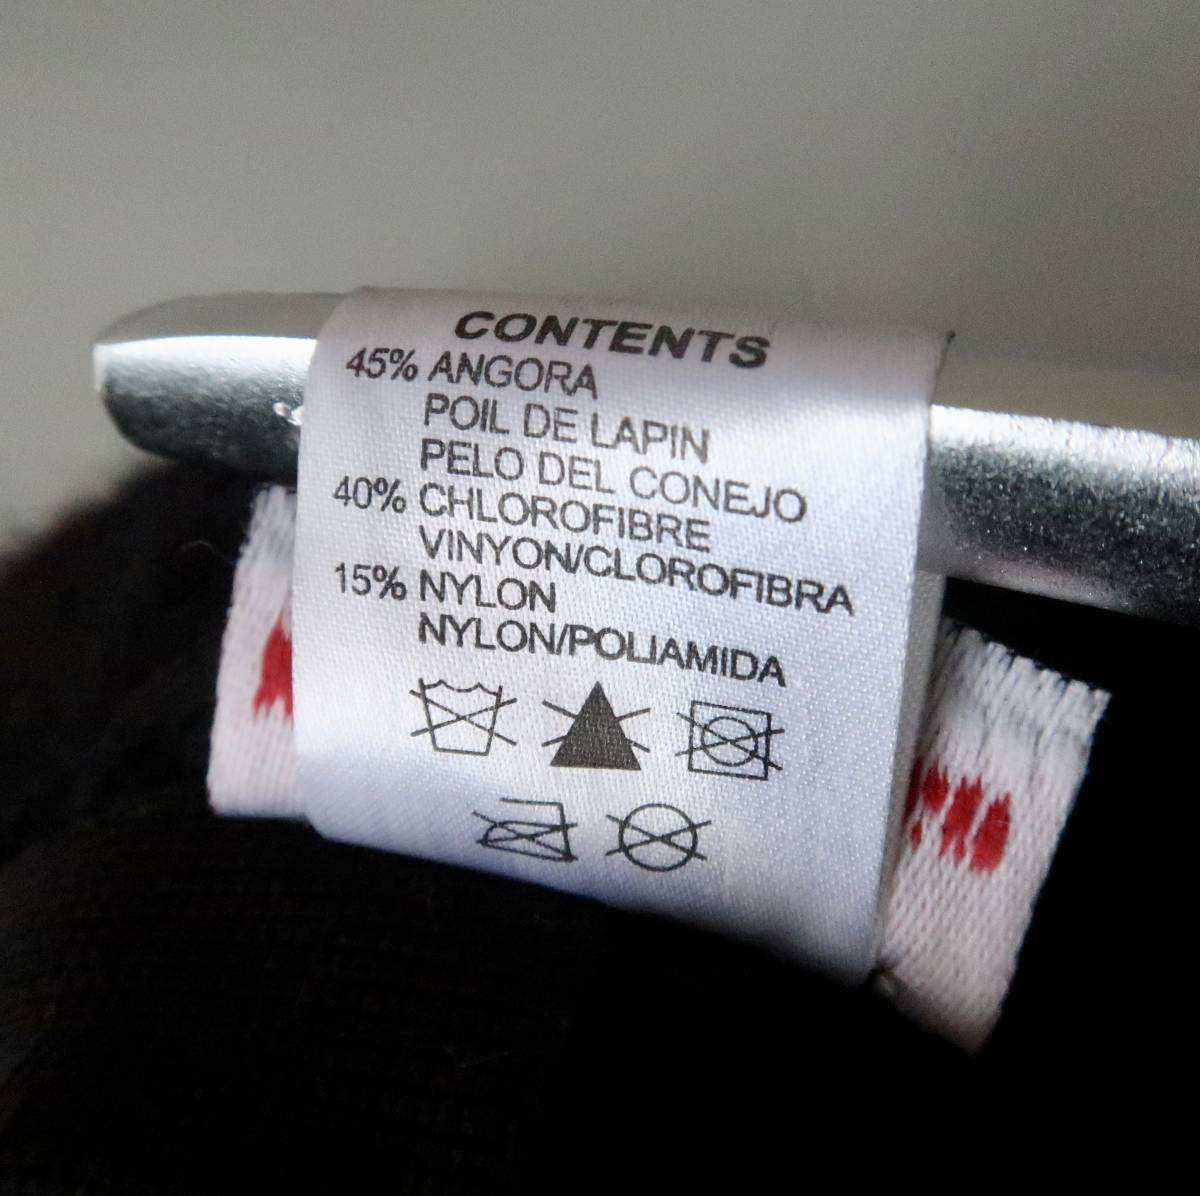 CONTENTS
45% ANGORA
POIL DE LAPIN
PELO DEL CONEJO
40% CHLOROFIBRE
VINYON/CLOROFIBRA
15% NYLON
NYLON/POLIAMIDA